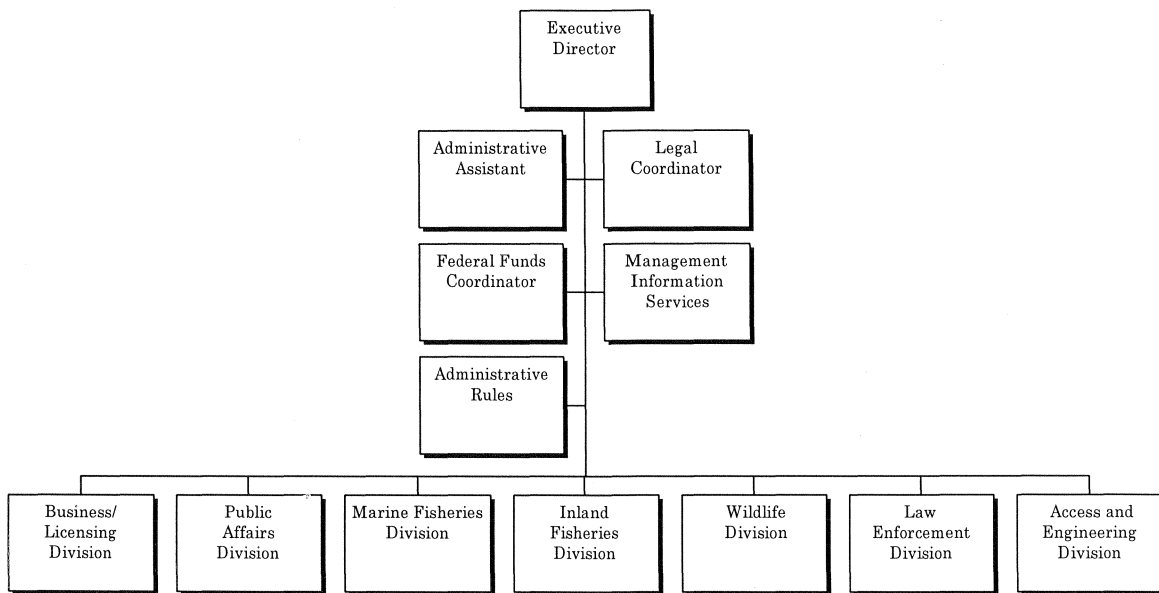 Executive
Director
Administrative
Assistant
Legal
Coordinator
Federal Funds
Coordinator
Management
Information
Services
Administrative
Rules
Business/
Licensing
Division
Public
Affairs
Division
Marine Fisheries
Division
Inland
Fisheries
Division
Wildlife
Division
Law
Enforcement
Division
Access and
Engineering
Division